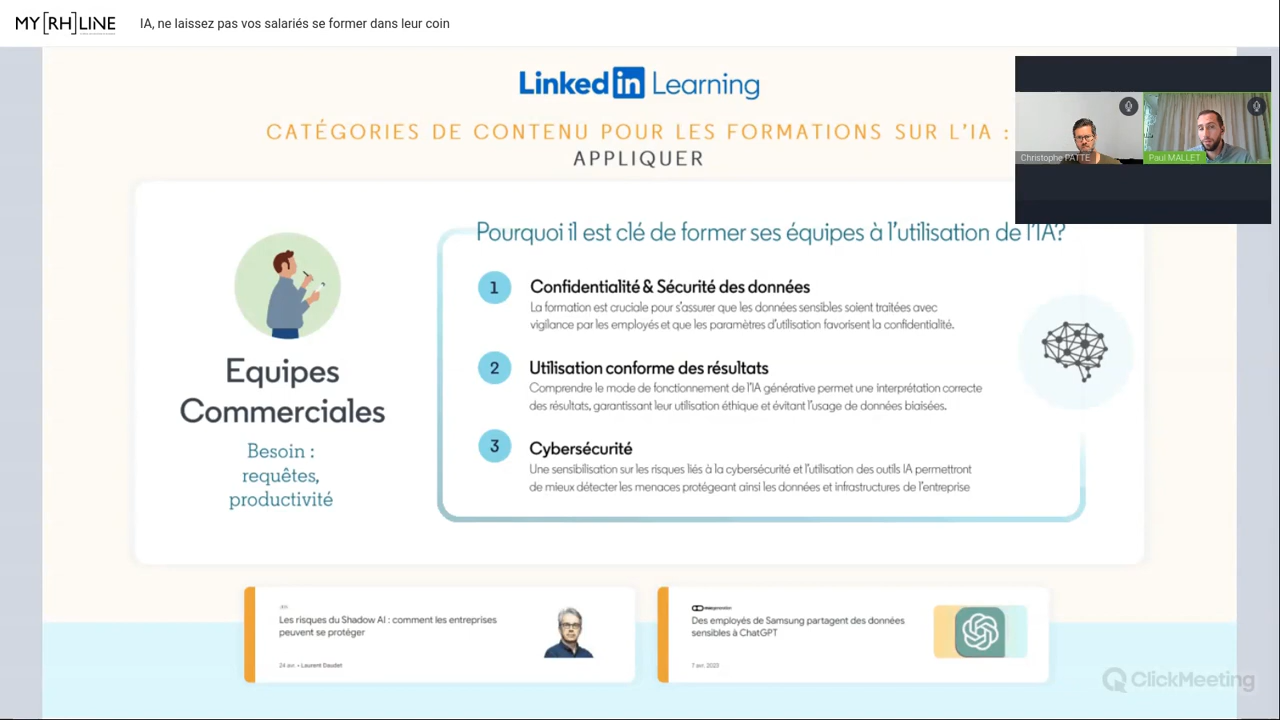 MY[RH]LINE
IA, ne laissez pas vos salariés se former dans leur coin
Linkedin Learning
CATÉGORIES DE CONTENU POUR LES FORMATIONS SUR L'IA :
APPLIQUER
Christophe PATTE
Paul MALLET
Equipes
Commerciales
Besoin :
requêtes,
productivité
Pourquoi il est clé de former ses équipes à l'utilisation de l'IA?
1
Confidentialité & Sécurité des données
La formation est cruciale pour s'assurer que les données sensibles soient traitées avec
vigilance par les employés et que les paramètres d'utilisation favorisent la confidentialité.
2
Utilisation conforme des résultats
Comprendre le mode de fonctionnement de l'IA générative permet une interprétation correcte
des résultats, garantissant leur utilisation éthique et évitant l'usage de données biaisées.
3
Cybersécurité
Une sensibilisation sur les risques liés à la cybersécurité et l'utilisation des outils IA permettront
de mieux détecter les menaces protégeant ainsi les données et infrastructures de l'entreprise
Les risques du Shadow AI : comment les entreprises
peuvent se protéger
24 avr. • Laurent Daudet
Des employés de Samsung partagent des données
sensibles à ChatGPT
7 avr. 2023
ClickMeeting